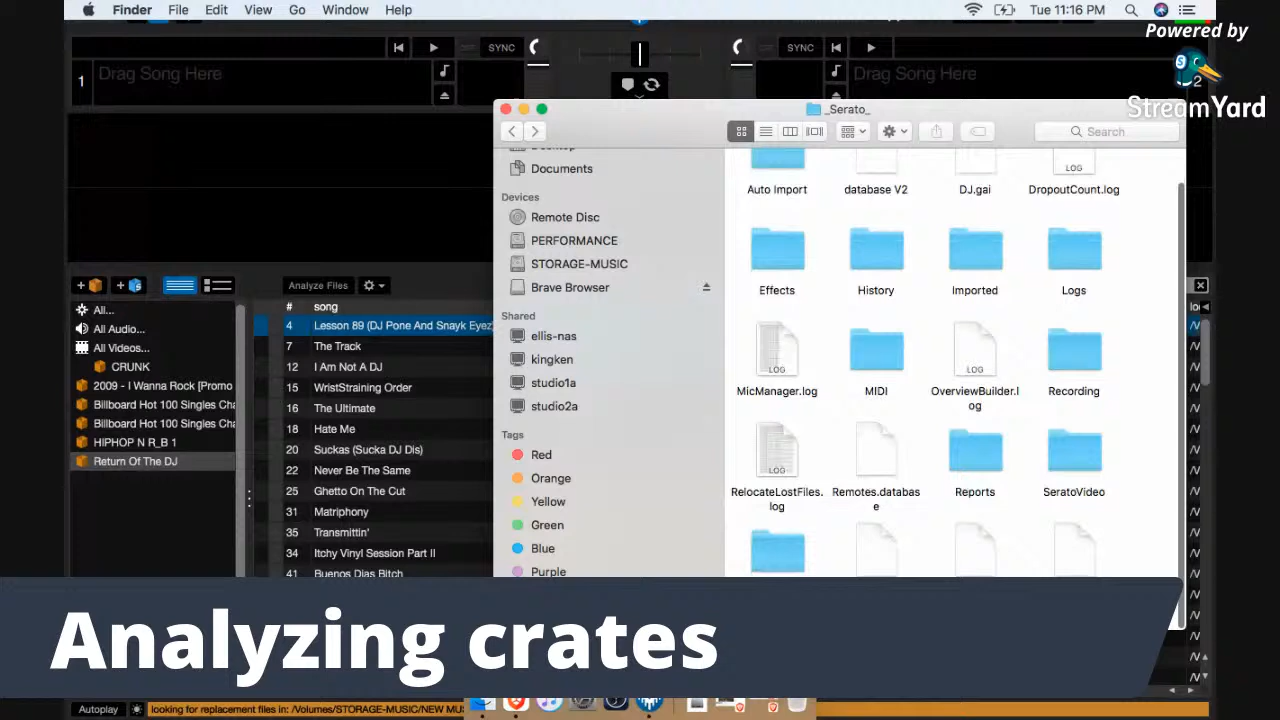 Finder File Edit View Go Window Help
Tue 11:16 PM
Powered by
StreamYard
SYNC
SYNC
1 Drag Song Here
Drag Song Here
2
_Serato_
Search
Documents
Devices
Remote Disc
PERFORMANCE
STORAGE-MUSIC
Brave Browser
Shared
ellis-nas
kingken
studio1a
studio2a
Tags
Red
Orange
Yellow
Green
Blue
Purple
LOG
Auto Import
database V2
DJ.gai
DropoutCount.log
Effects
History
Imported
Logs
LOG
LOG
MicManager.log
MIDI
OverviewBuilder.l
og
Recording
LOG
RelocateLostFiles.
log
Remotes.databas
e
Reports
SeratoVideo
Analyze Files
All...
All Audio...
All Videos...
CRUNK
2009 - I Wanna Rock [Promo
Billboard Hot 100 Singles Cha
Billboard Hot 100 Singles Cha
HIPHOP N R_B 1
Return Of The DJ
# song
4 Lesson 89 (DJ Pone And Snayk Eyez)
7 The Track
12 I Am Not A DJ
15 WristStraining Order
16 The Ultimate
18 Hate Me
20 Suckas (Sucka DJ Dis)
22 Never Be The Same
25 Ghetto On The Cut
31 Matriphony
35 Transmittin'
34 Itchy Vinyl Session Part II
41 Buenos Dias Bitch
Analyzing crates
Autoplay
looking for replacement files in: /Volumes/STORAGE-MUSIC/NEW MUS